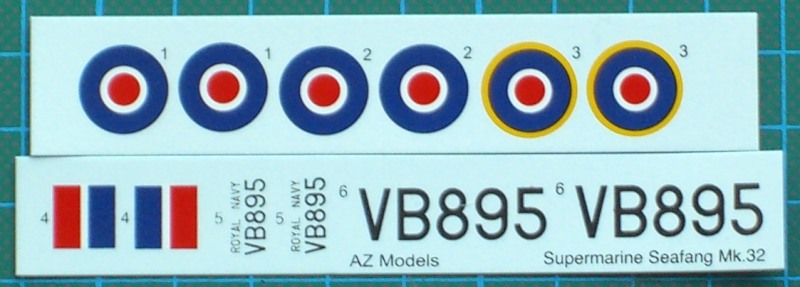 1 1 2 2 3 3
4 4 5 ROYAL NAVY VB895 5 ROYAL NAVY VB895 6 VB895 6 VB895
AZ Models Supermarine Seafang Mk.32